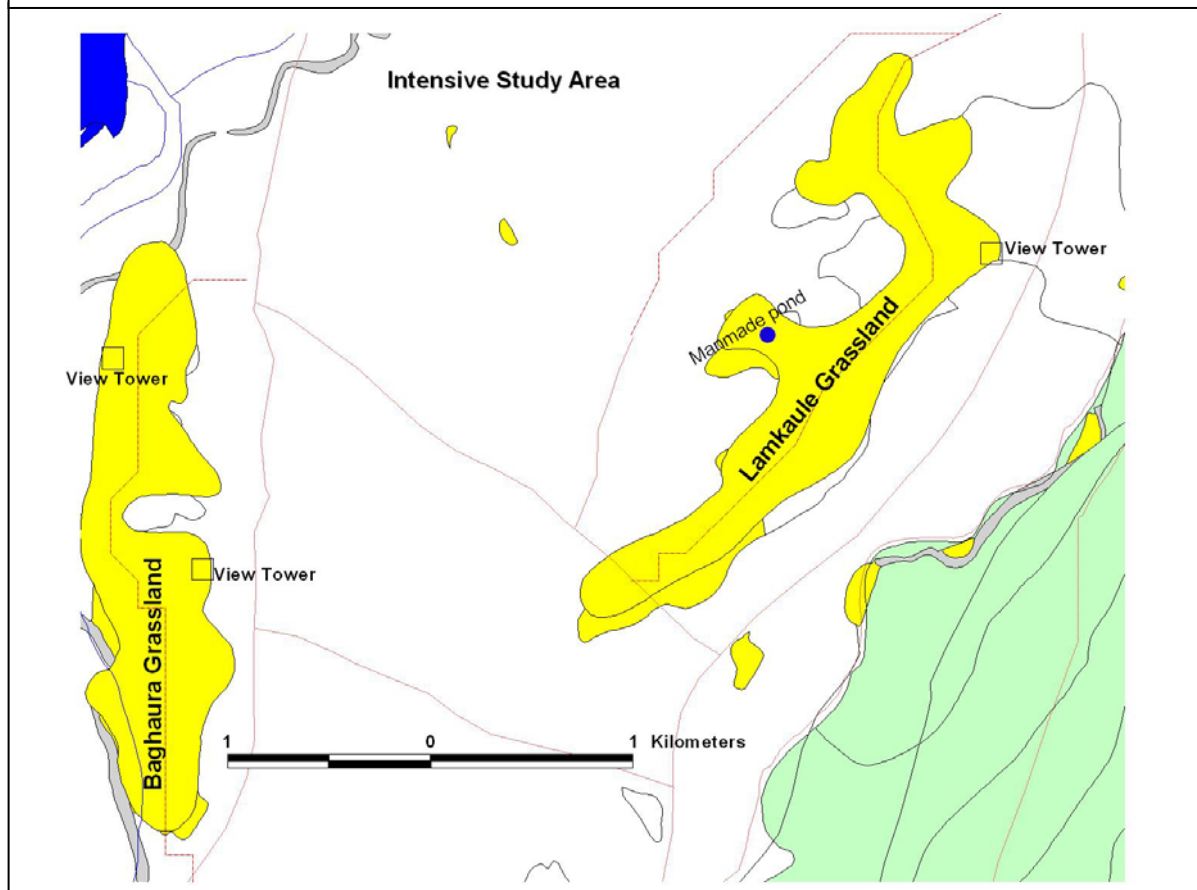 Intensive Study Area
View Tower
Manmade pond
Lamkaule Grassland
View Tower
View Tower
Baghaura Grassland
1 0 1 Kilometers